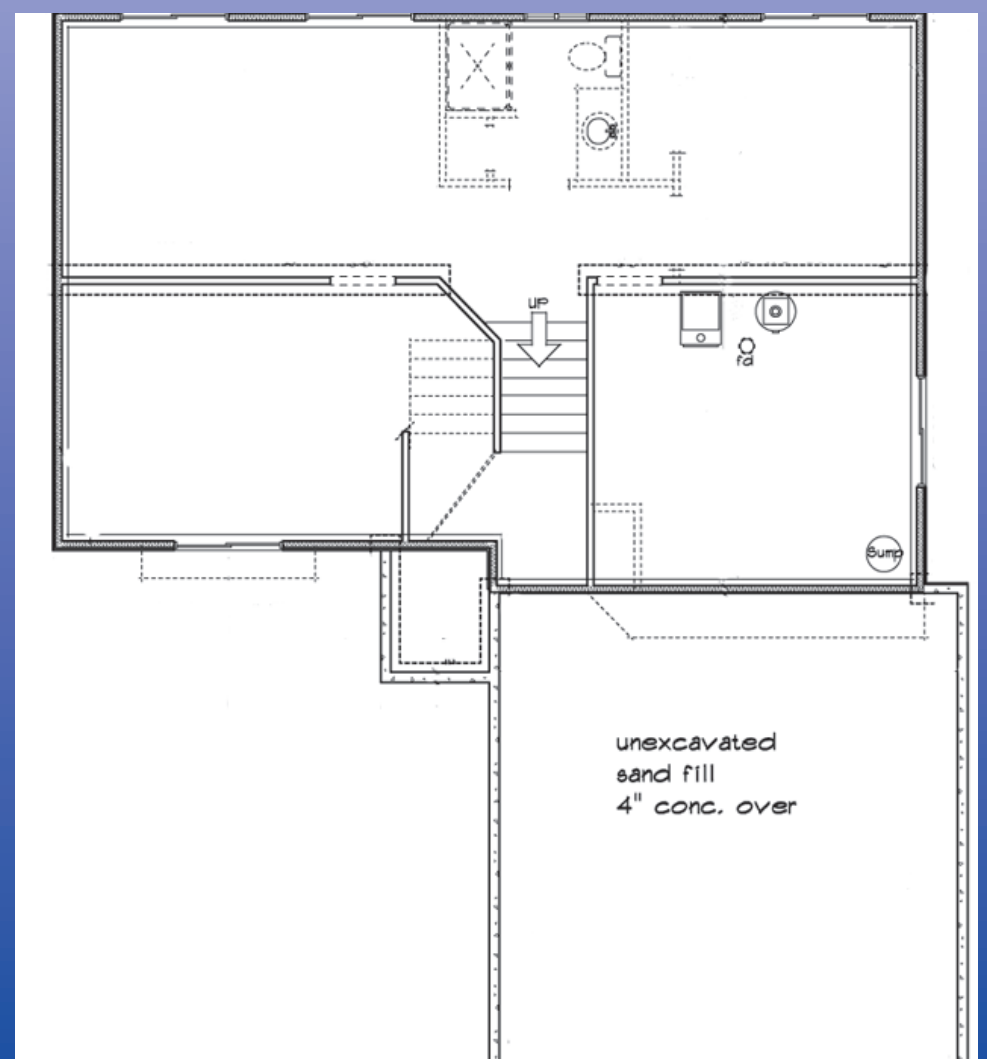 UP
fd
Sump
unexcavated
sand fill
4" conc. over